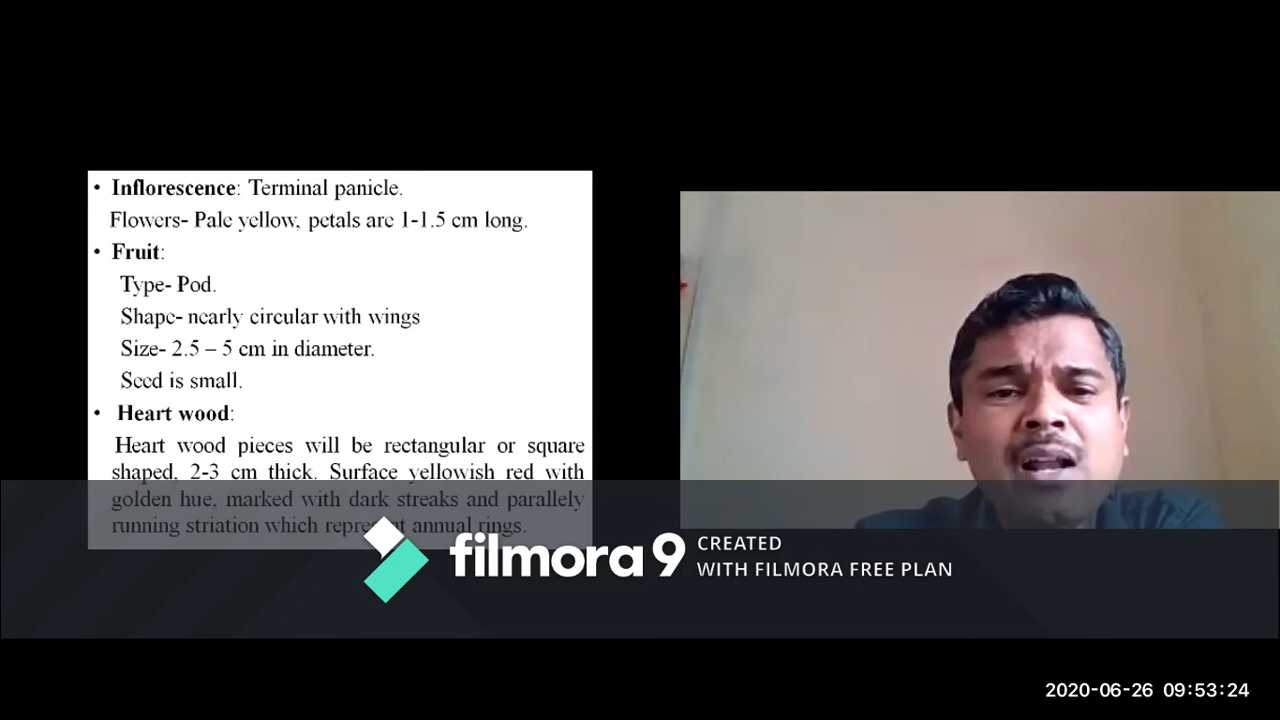 • Inflorescence: Terminal panicle.
Flowers- Pale yellow, petals are 1-1.5 cm long.
• Fruit:
Type- Pod.
Shape- nearly circular with wings
Size- 2.5 – 5 cm in diameter.
Seed is small.
• Heart wood:
Heart wood pieces will be rectangular or square
shaped, 2-3 cm thick. Surface yellowish red with
golden hue, marked with dark streaks and parallely
running striation which represent annual rings.
filmora 9
CREATED
WITH FILMORA FREE PLAN
2020-06-26 09:53:24